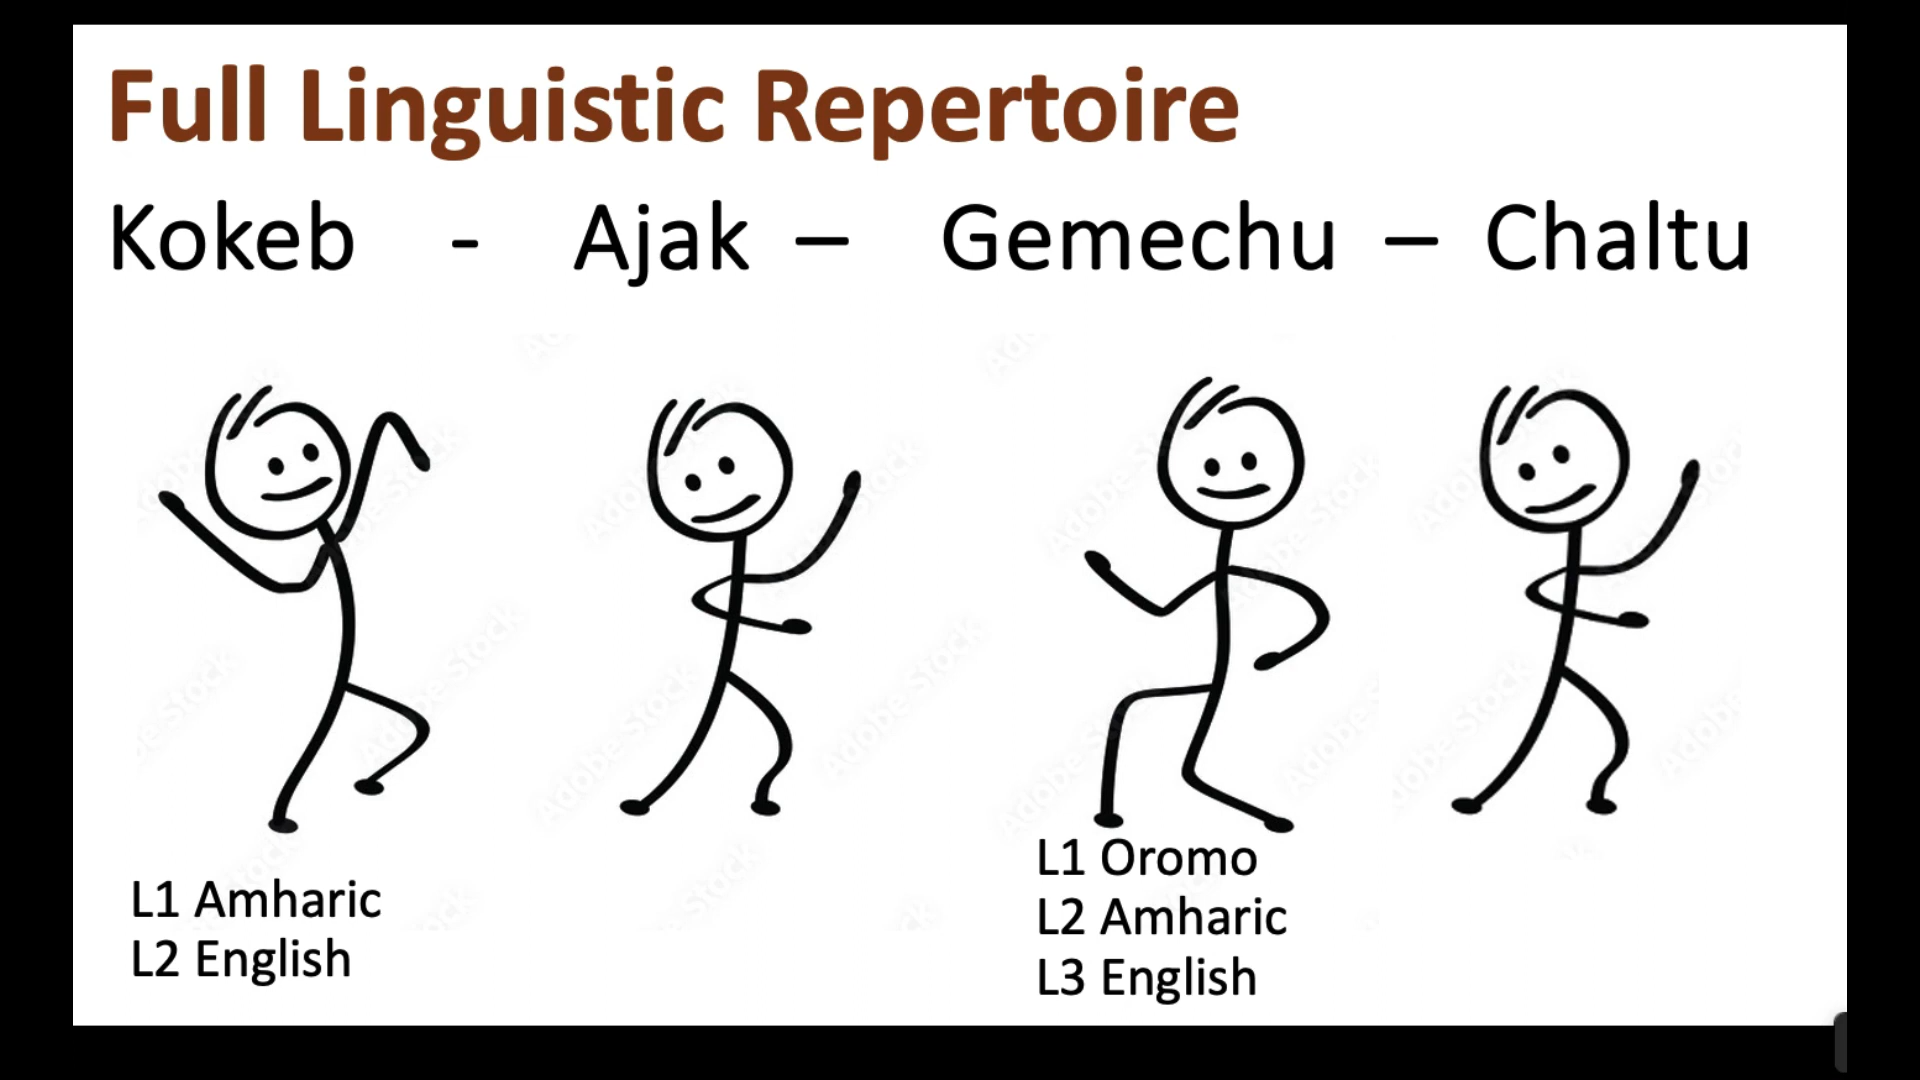 Full Linguistic Repertoire
Kokeb - Ajak – Gemechu – Chaltu
L1 Amharic
L2 English
L1 Oromo
L2 Amharic
L3 English